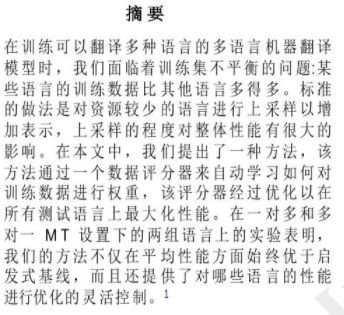 摘要
在训练可以翻译多种语言的多语言机器翻译
模型时，我们面临着训练集不平衡的问题:某
些语言的训练数据比其他语言多得多。标准
的做法是对资源较少的语言进行上采样以增
加表示，上采样的程度对整体性能有很大的
影响。在本文中，我们提出了一种方法，该
方法通过一个数据评分器来自动学习如何对
训练数据进行权重，该评分器经过优化以在
所有测试语言上最大化性能。在一对多和多
对一 MT 设置下的两组语言上的实验表明，
我们的方法不仅在平均性能方面始终优于启
发式基线，而且还提供了对哪些语言的性能
进行优化的灵活控制。1